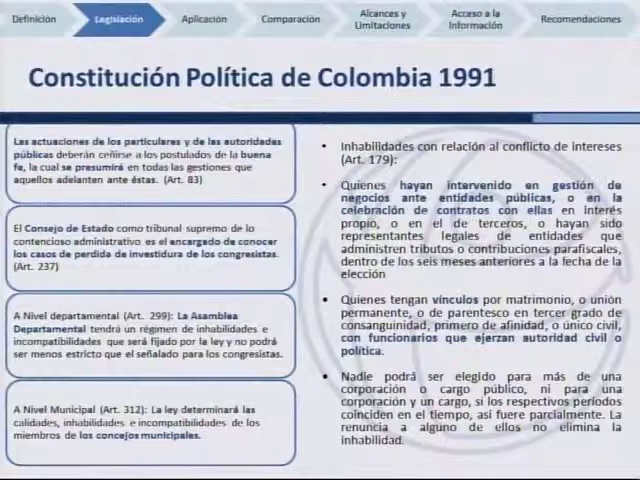 Definición
Legislación
Aplicación
Comparación
Alcances y
Limitaciones
Acceso a la
Información
Recomendaciones
Constitución Política de Colombia 1991
Las actuaciones de los particulares y de las autoridades
públicas deberán ceñirse a los postulados de la buena
fe, la cual se presumirá en todas las gestiones que
aquellos adelanten ante éstas. (Art. 83)
El Consejo de Estado como tribunal supremo de lo
contencioso administrativo es el encargado de conocer
los casos de perdida de investidura de los congresistas.
(Art. 237)
A Nivel departamental (Art. 299): La Asamblea
Departamental tendrá un régimen de inhabilidades e
incompatibilidades que será fijado por la ley y no podrá
ser menos estricto que el señalado para los congresistas.
A Nivel Municipal (Art. 312): La ley determinará las
calidades, inhabilidades e incompatibilidades de los
miembros de los concejos municipales.
• Inhabilidades con relación al conflicto de intereses
(Art. 179):
• Quienes hayan intervenido en gestión de
negocios ante entidades públicas, o en la
celebración de contratos con ellas en interés
propio, o en el de terceros, o hayan sido
representantes legales de entidades que
administren tributos o contribuciones parafiscales,
dentro de los seis meses anteriores a la fecha de la
elección
• Quienes tengan vínculos por matrimonio, o unión
permanente, o de parentesco en tercer grado de
consanguinidad, primero de afinidad, o único civil,
con funcionarios que ejerzan autoridad civil o
política.
• Nadie podrá ser elegido para más de una
corporación o cargo público, ni para una
corporación y un cargo, si los respectivos períodos
coinciden en el tiempo, así fuere parcialmente. La
renuncia a alguno de ellos no elimina la
inhabilidad.